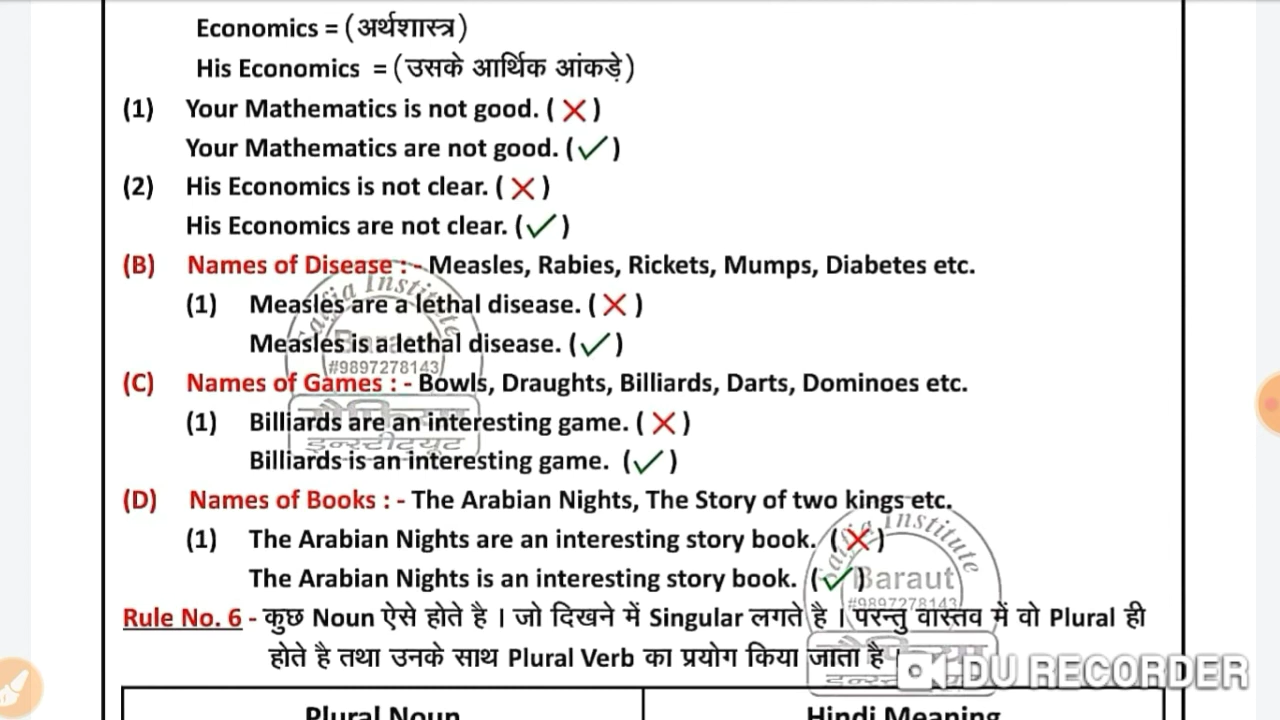 Economics = (अर्थशास्त्र)
His Economics = (उसके आर्थिक आंकड़े)
(1) Your Mathematics is not good. ( ✗ )
Your Mathematics are not good. (✓)
(2) His Economics is not clear. ( ✗ )
His Economics are not clear. (✓)
(B) Names of Disease : - Measles, Rabies, Rickets, Mumps, Diabetes etc.
(1) Measles are a lethal disease. ( ✗ )
Measles is a lethal disease. (✓)
(C) Names of Games : - Bowls, Draughts, Billiards, Darts, Dominoes etc.
(1) Billiards are an interesting game. ( ✗ )
Billiards is an interesting game. (✓)
(D) Names of Books : - The Arabian Nights, The Story of two kings etc.
(1) The Arabian Nights are an interesting story book. ( ✗ )
The Arabian Nights is an interesting story book. (✓)
Rule No. 6 - कुछ Noun ऐसे होते है । जो दिखने में Singular लगते है । परन्तु वास्तव में वो Plural ही
होते है तथा उनके साथ Plural Verb का प्रयोग किया जाता है ।
Plural Noun Hindi Meaning
Institute
Baraut
#9897278143
इन्स्टीट्यूट
Institute
Baraut
#9897278143
DU RECORDER